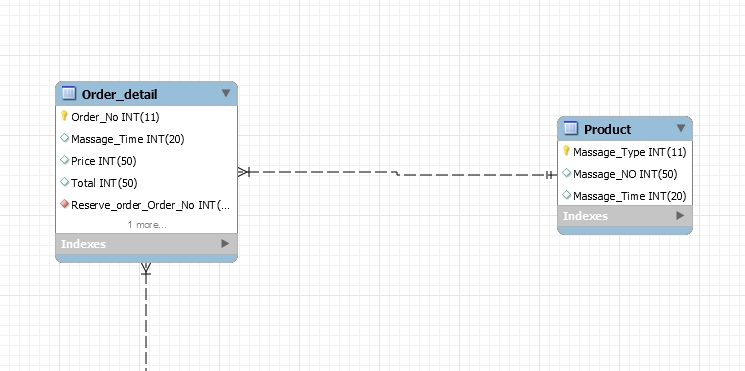 Order_detail
Order_No INT(11)
Massage_Time INT(20)
Price INT(50)
Total INT(50)
Reserve_order_Order_No INT(...
1 more...
Indexes
Product
Massage_Type INT(11)
Massage_NO INT(50)
Massage_Time INT(20)
Indexes